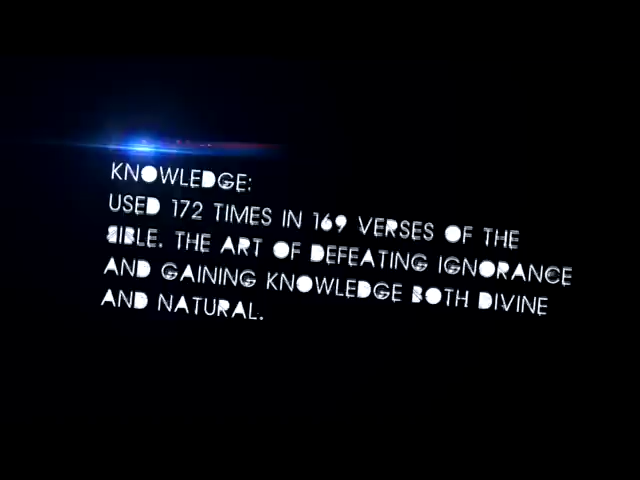 KNOWLEDGE:
USED 172 TIMES IN 169 VERSES OF THE
BIBLE. THE ART OF DEFEATING IGNORANCE
AND GAINING KNOWLEDGE BOTH DIVINE
AND NATURAL.